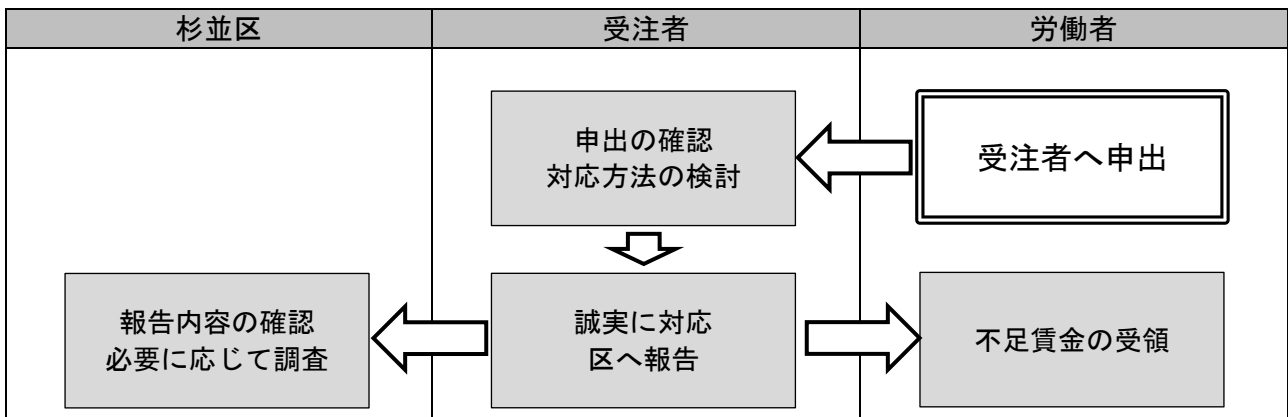 杉並区
受注者
労働者
申出の確認
対応方法の検討
受注者へ申出
報告内容の確認
必要に応じて調査
誠実に対応
区へ報告
不足賃金の受領